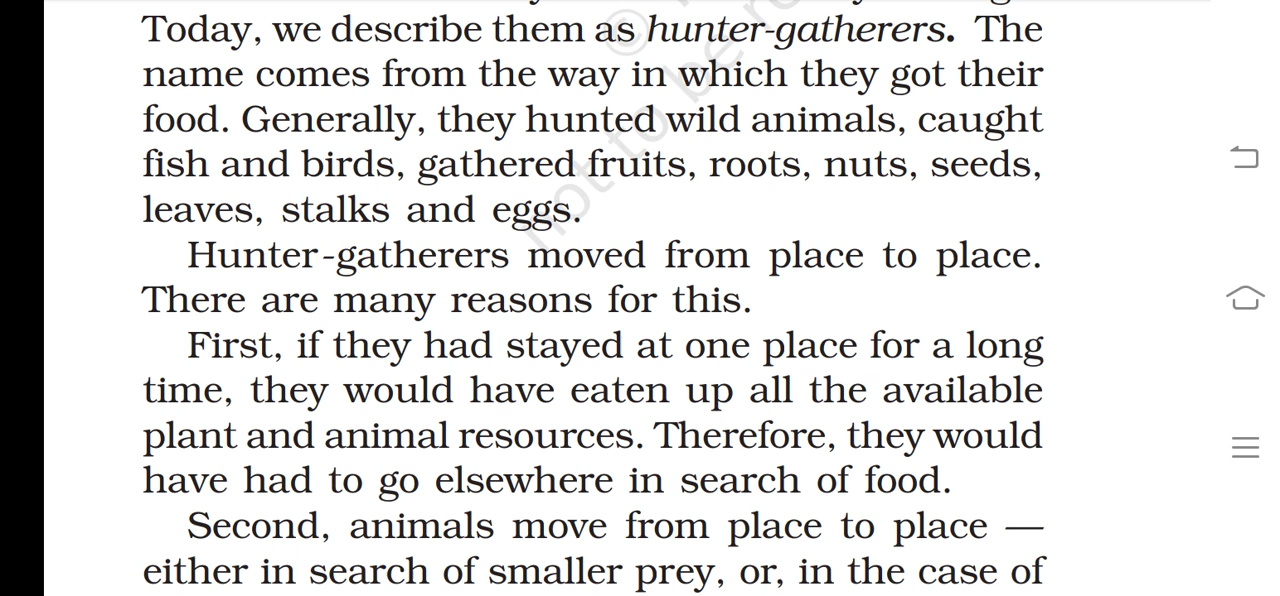 Today, we describe them as hunter-gatherers. The
name comes from the way in which they got their
food. Generally, they hunted wild animals, caught
fish and birds, gathered fruits, roots, nuts, seeds,
leaves, stalks and eggs.
Hunter-gatherers moved from place to place.
There are many reasons for this.
First, if they had stayed at one place for a long
time, they would have eaten up all the available
plant and animal resources. Therefore, they would
have had to go elsewhere in search of food.
Second, animals move from place to place —
either in search of smaller prey, or, in the case of
©
not to be re